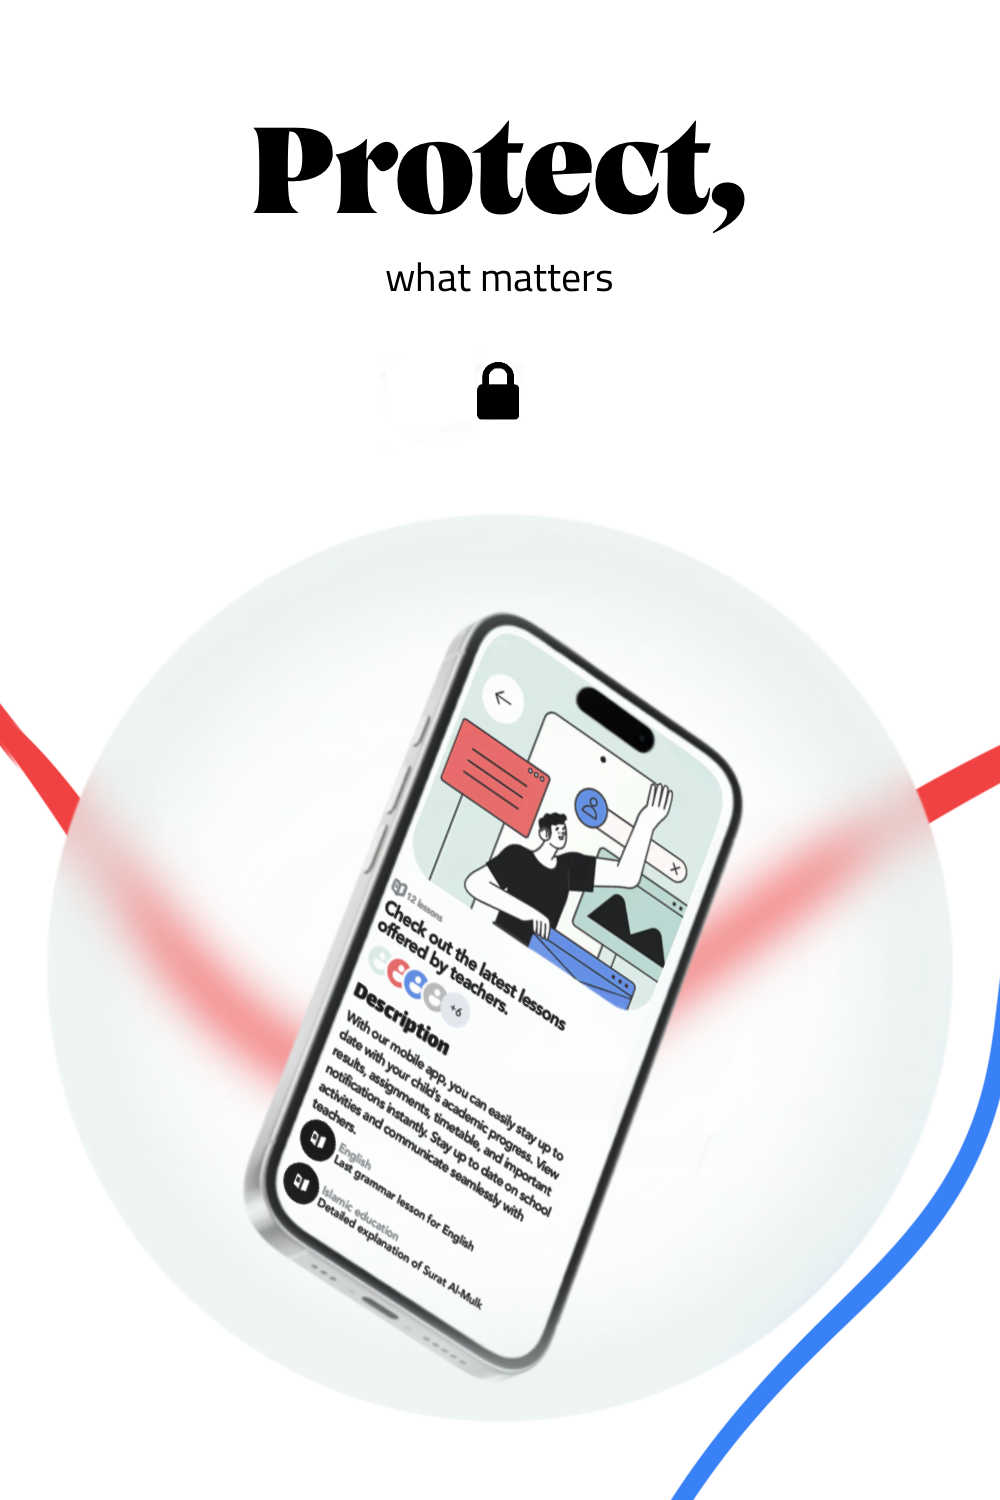 Protect,
what matters
12 lessons
Check out the latest lessons
offered by teachers.
+6
Description
With our mobile app, you can easily stay up to
date with your child's academic progress. View
results, assignments, timetable, and important
notifications instantly. Stay up to date on school
activities and communicate seamlessly with
teachers.
English
Last grammar lesson for English
Islamic education
Detailed explanation of Surat Al-Mulk